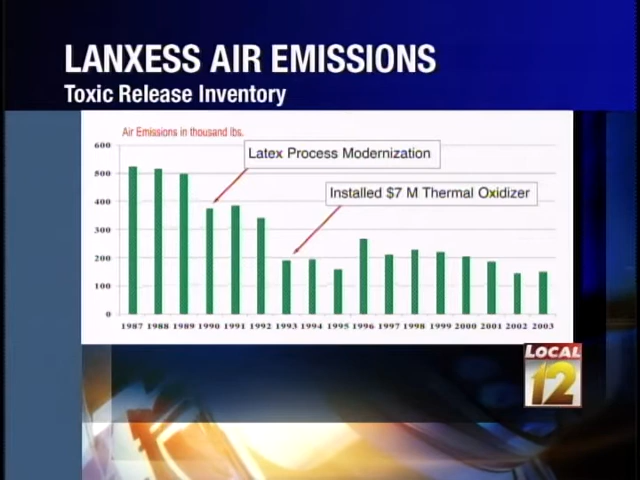 LANXESS AIR EMISSIONS
Toxic Release Inventory
Air Emissions in thousand lbs.
600
Latex Process Modernization
500
Installed $7 M Thermal Oxidizer
400
300
200
100
0
1987 1988 1989 1990 1991 1992 1993 1994 1995 1996 1997 1998 1999 2000 2001 2002 2003
LOCAL
12